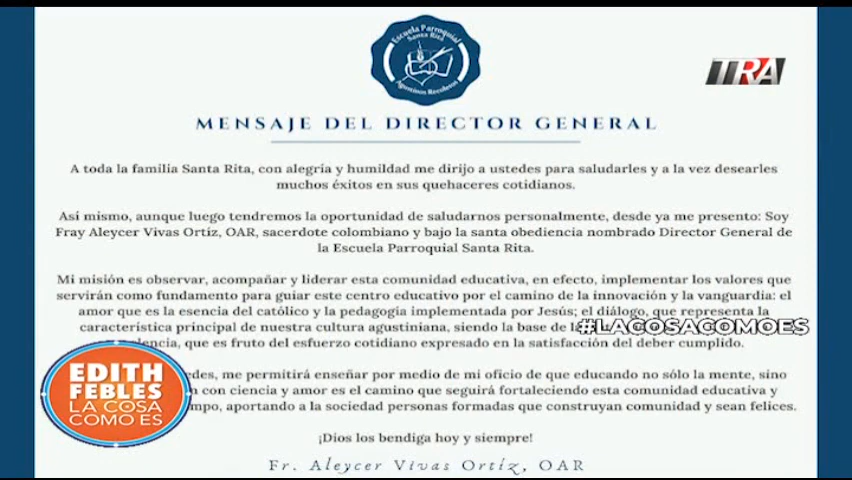 Escuela Parroquial
Santa Rita
Agustinos Recoletos
TRA
MENSAJE DEL DIRECTOR GENERAL
A toda la familia Santa Rita, con alegría y humildad me dirijo a ustedes para saludarles y a la vez desearles
muchos éxitos en sus quehaceres cotidianos.
Así mismo, aunque luego tendremos la oportunidad de saludarnos personalmente, desde ya me presento: Soy
Fray Aleycer Vivas Ortíz, OAR, sacerdote colombiano y bajo la santa obediencia nombrado Director General de
la Escuela Parroquial Santa Rita.
Mi misión es observar, acompañar y liderar esta comunidad educativa, en efecto, implementar los valores que
servirán como fundamento para guiar este centro educativo por el camino de la innovación y la vanguardia: el
amor que es la esencia del católico y la pedagogía implementada por Jesús; el diálogo, que representa la
característica principal de nuestra cultura agustiniana, siendo la base de
#LACOSACOMOES
que es fruto del esfuerzo cotidiano expresado en la satisfacción del deber cumplido.
me permitirá enseñar por medio de mi oficio de que educando no sólo la mente, sino
con ciencia y amor es el camino que seguirá fortaleciendo esta comunidad educativa y
aportando a la sociedad personas formadas que construyan comunidad y sean felices.
EDITH
FEBLES
LA COSA
COMO ES
¡Dios los bendiga hoy y siempre!
Fr. Aleycer Vivas Ortíz, OAR